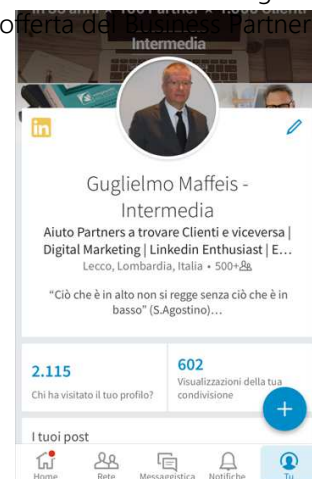 offerta del Business Partner
Intermedia
in
Guglielmo Maffeis -
Intermedia
Aiuto Partners a trovare Clienti e viceversa |
Digital Marketing | Linkedin Enthusiast | E...
Lecco, Lombardia, Italia • 500+
“Ciò che è in alto non si regge senza ciò che è in
basso” (S.Agostino)...
2.115
Chi ha visitato il tuo profilo?
602
Visualizzazioni della tua
condivisione
+
I tuoi post
Home Rete Messaggistica Notifiche Tu